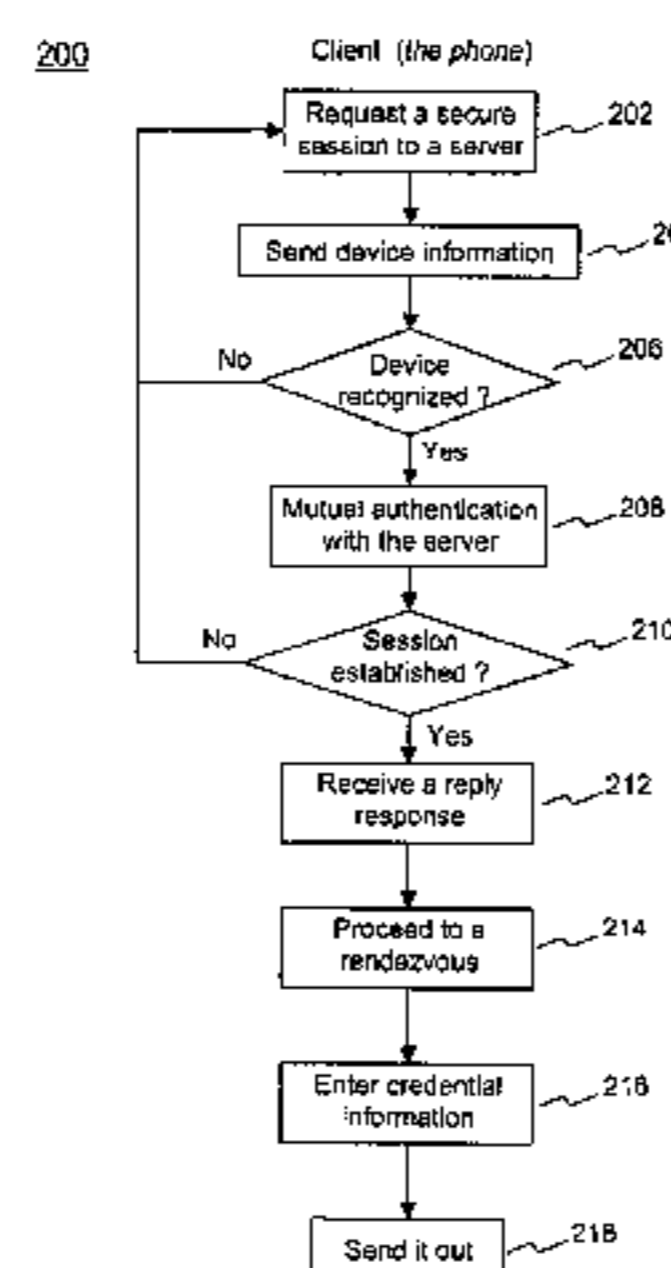 200
Client (the phone)
Request a secure
session to a server
202
Send device information
Device
recognized ?
206
No
Yes
Mutual authentication
with the server
208
Session
established ?
210
No
Yes
Receive a reply
response
212
Proceed to a
rendezvous
214
Enter credential
information
216
Send it out
218